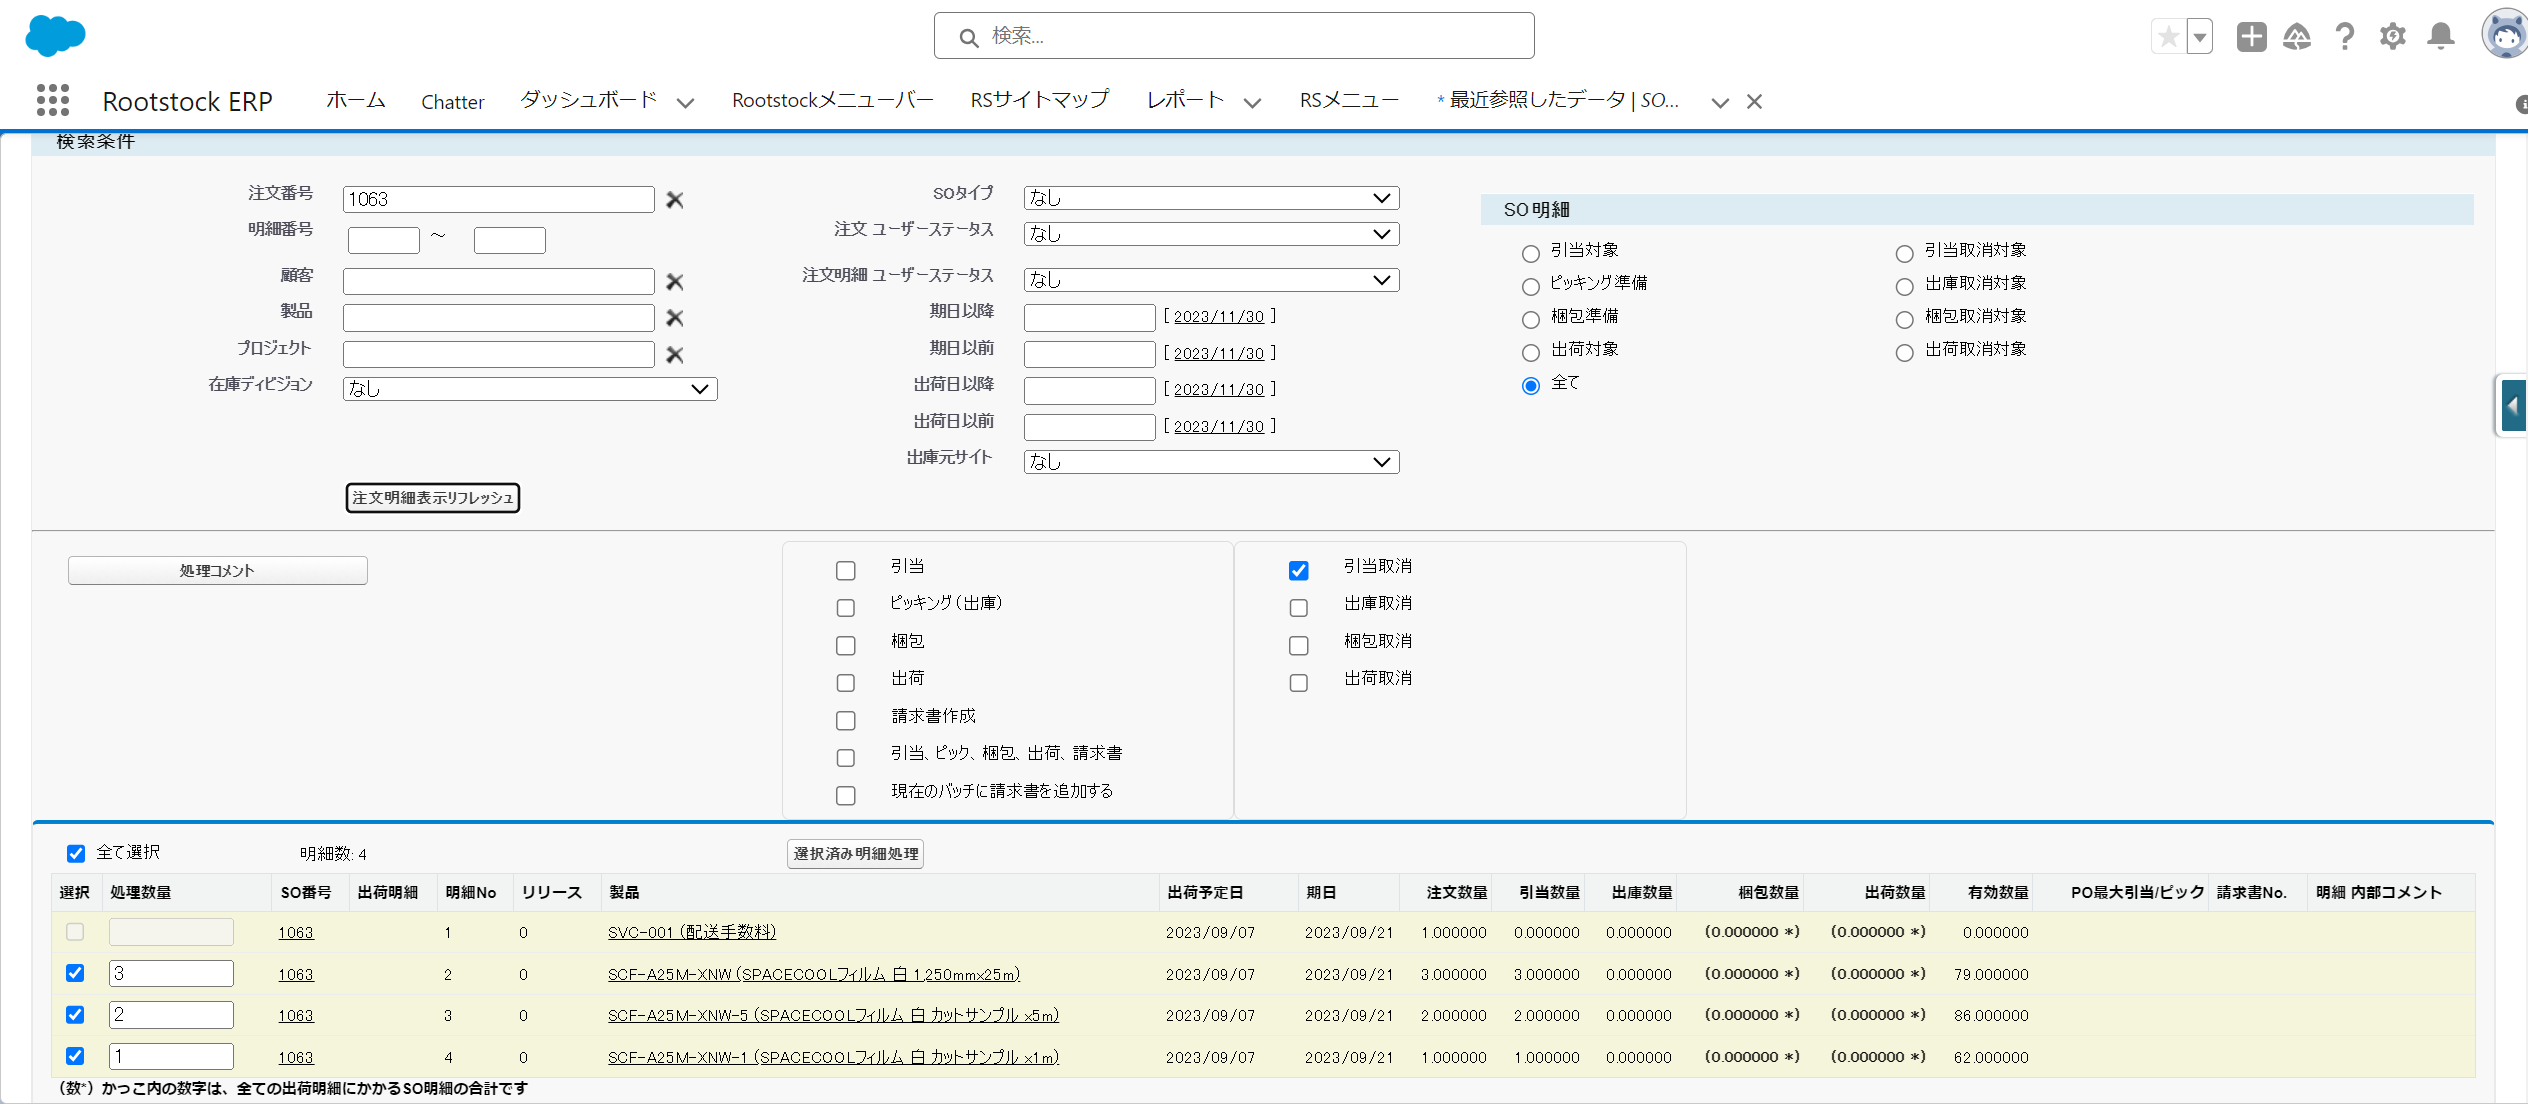 検索...
Rootstock ERP ホーム Chatter ダッシュボード Rootstockメニューバー RSサイトマップ レポート RSメニュー * 最近参照したデータ | SO...
検索条件
注文番号 1063 SOタイプ なし SO明細
明細番号 ～ 注文 ユーザーステータス なし
引当対象 引当取消対象
顧客 注文明細 ユーザーステータス なし ピッキング準備 出庫取消対象
製品 期日以降 [ 2023/11/30 ] 梱包準備 梱包取消対象
プロジェクト 期日以前 [ 2023/11/30 ] 出荷対象 出荷取消対象
在庫ディビジョン なし 出荷日以降 [ 2023/11/30 ] 全て
出荷日以前 [ 2023/11/30 ]
出庫元サイト なし
注文明細表示リフレッシュ
処理コメント 引当 引当取消
ピッキング（出庫） 出庫取消
梱包 梱包取消
出荷 出荷取消
請求書作成
引当、ピック、梱包、出荷、請求書
現在のバッチに請求書を追加する
全て選択 明細数: 4 選択済み明細処理
選択 処理数量 SO番号 出荷明細 明細No リリース 製品 出荷予定日 期日 注文数量 引当数量 出庫数量 梱包数量 出荷数量 有効数量 PO最大引当/ピック 請求書No. 明細 内部コメント
1063 1 0 SVC-001 (配送手数料) 2023/09/07 2023/09/21 1.000000 0.000000 0.000000 (0.000000 *) (0.000000 *) 0.000000
3 1063 2 0 SCF-A25M-XNW (SPACECOOLフィルム 白 1,250mmx25m) 2023/09/07 2023/09/21 3.000000 3.000000 0.000000 (0.000000 *) (0.000000 *) 79.000000
2 1063 3 0 SCF-A25M-XNW-5 (SPACECOOLフィルム 白 カットサンプル x5m) 2023/09/07 2023/09/21 2.000000 2.000000 0.000000 (0.000000 *) (0.000000 *) 86.000000
1 1063 4 0 SCF-A25M-XNW-1 (SPACECOOLフィルム 白 カットサンプル x1m) 2023/09/07 2023/09/21 1.000000 1.000000 0.000000 (0.000000 *) (0.000000 *) 62.000000
（数*）かっこ内の数字は、全ての出荷明細にかかるSO明細の合計です